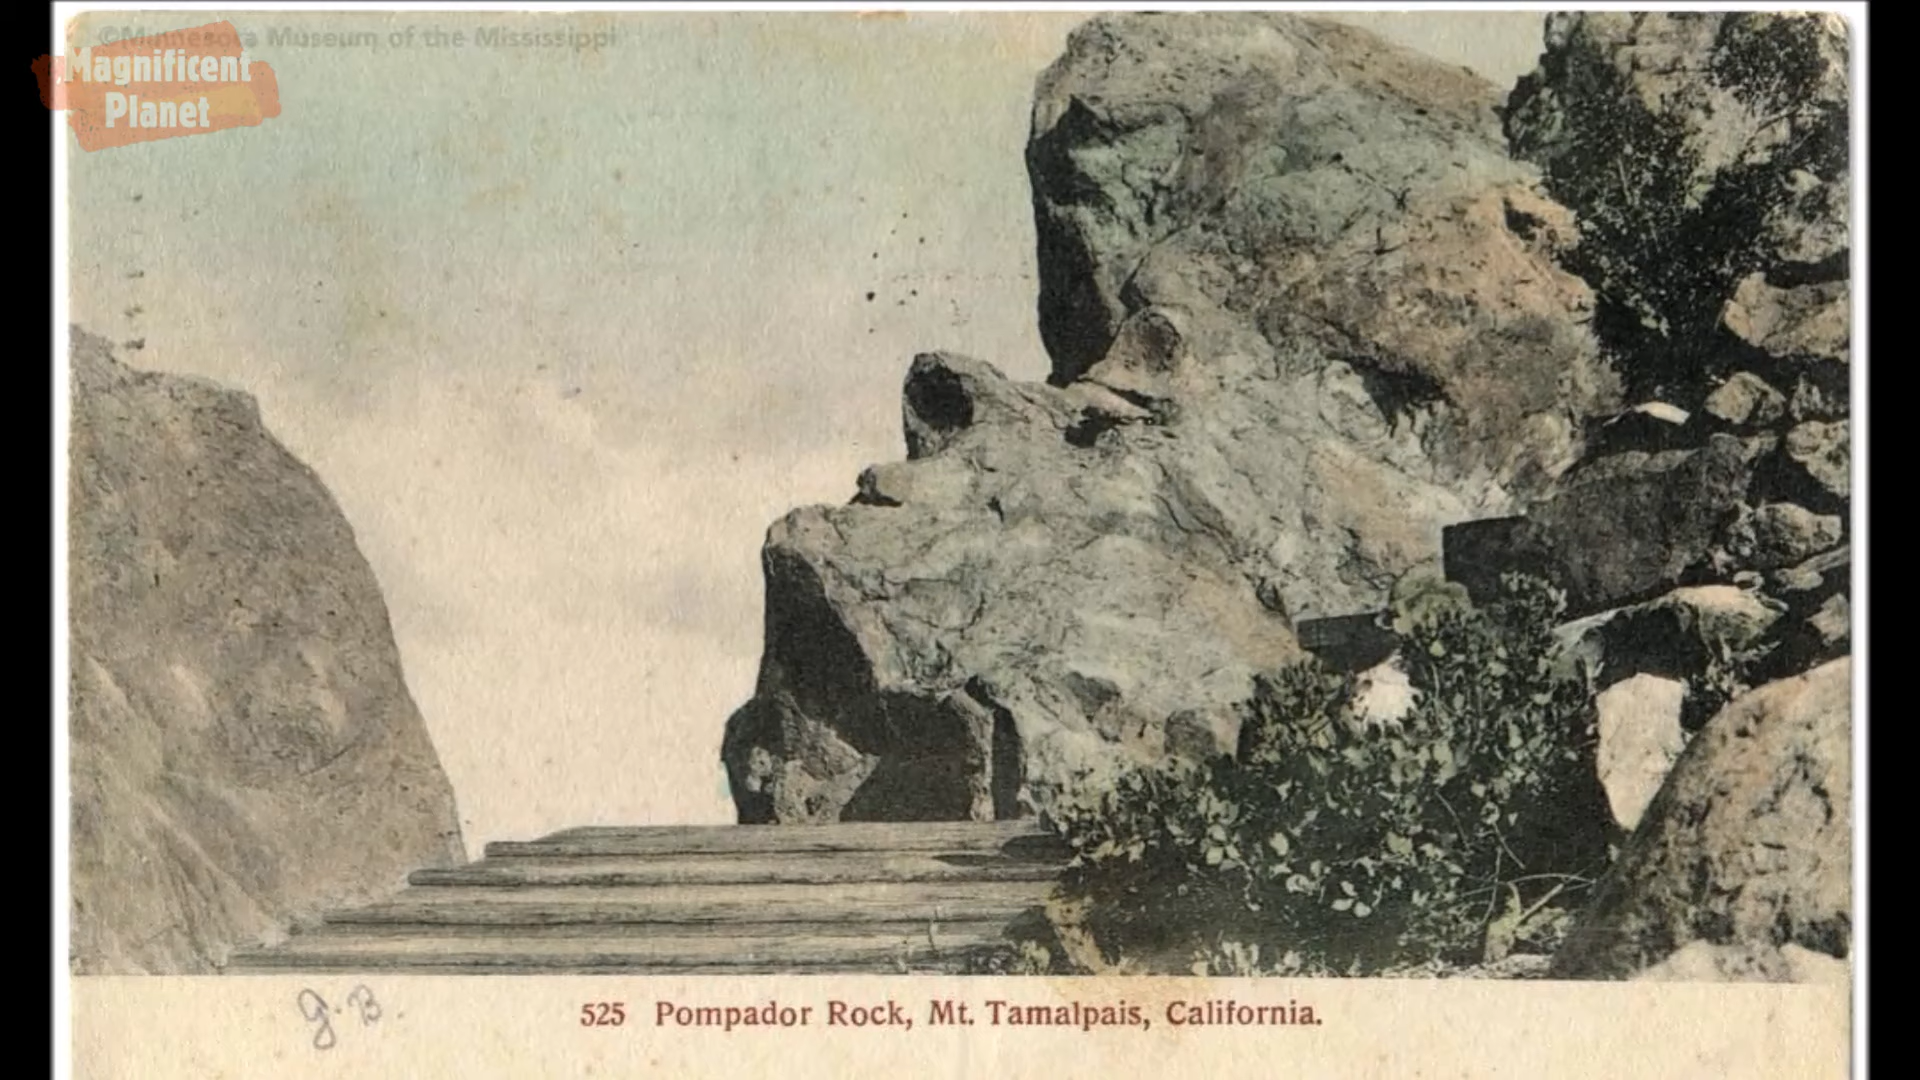 ©Minnesota Museum of the Mississippi
Magnificent
Planet
g. B.
525 Pompador Rock, Mt. Tamalpais, California.